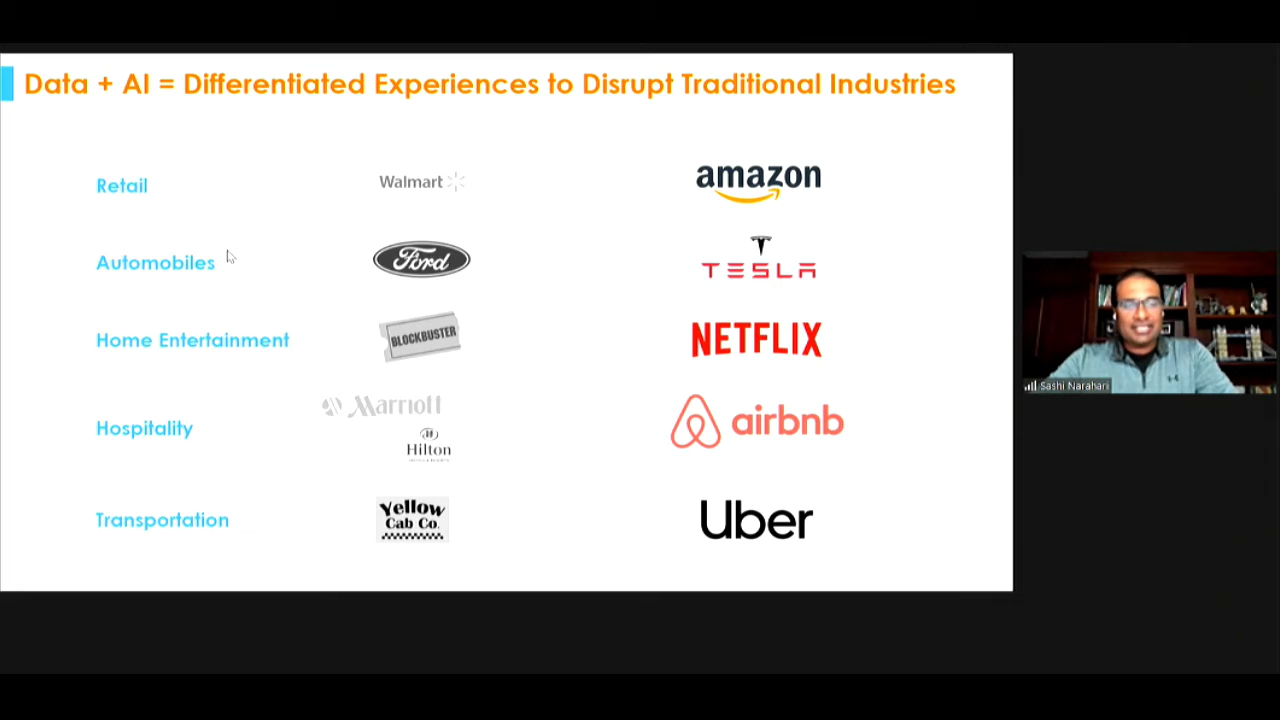 Data + AI = Differentiated Experiences to Disrupt Traditional Industries
Retail
Walmart
amazon
Automobiles
Ford
TESLA
Home Entertainment
BLOCKBUSTER
NETFLIX
Hospitality
Marriott
Hilton
airbnb
Transportation
Yellow
Cab Co.
Uber
Sashi Narahari